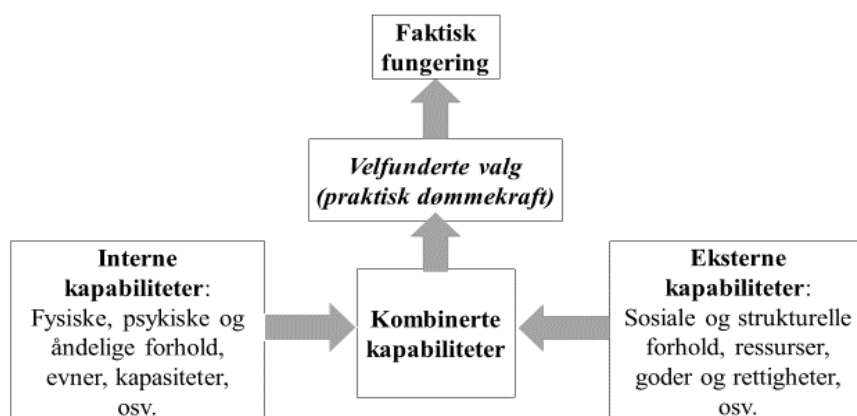 Faktisk
fungering
Velfunderte valg
(praktisk dømmekraft)
Interne
kapabiliteter:
Fysiske, psykiske og
åndelige forhold,
evner, kapasiteter,
osv.
Kombinerte
kapabiliteter
Eksterne
kapabiliteter:
Sosiale og strukturelle
forhold, ressurser,
goder og rettigheter,
osv.